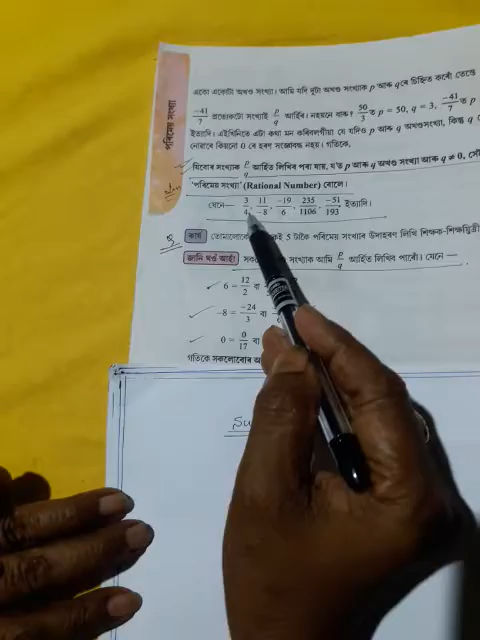 পৰিমেয় সংখ্যা
একো একোটা অখণ্ড সংখ্যা। আমি যদি দুটা অখণ্ড সংখ্যাক p আৰু qৰে চিহ্নিত কৰোঁ তেন্তে
-41/7 প্ৰত্যেকটো সংখ্যাই p/q আৰ্হিৰ। নহয়নে বাৰু? 50/3 ত p = 50, q = 3, -41/7 ত p
ইত্যাদি। এইখিনিতে এটা কথা মন কৰিবলগীয়া যে যদিও p আৰু q অখণ্ডসংখ্যা, কিন্তু q
নোৱাৰে কিয়নো 0 ৰে হৰণ সংজ্ঞাবদ্ধ নহয়। গতিকে,
যিবোৰ সংখ্যাক p/q আৰ্হিত লিখিব পৰা যায়, য'ত p আৰু q অখণ্ড সংখ্যা আৰু q ≠ 0,
'পৰিমেয় সংখ্যা' (Rational Number) বোলে।
যেনে— 3/4, 11/-8, -19/6, 235/1106, -51/193 ইত্যাদি।
কাৰ্য 5 টাকৈ পৰিমেয় সংখ্যাৰ উদাহৰণ লিখি শিক্ষক-শিক্ষয়িত্ৰী
জানি থওঁ আহাঁ! সংখ্যাক আমি p/q আৰ্হিত লিখিব পাৰোঁ। যেনে —
6 = 12/2 বা
-8 = -24/3 বা
0 = 0/17 বা
গতিকে সকলোবোৰ
Su